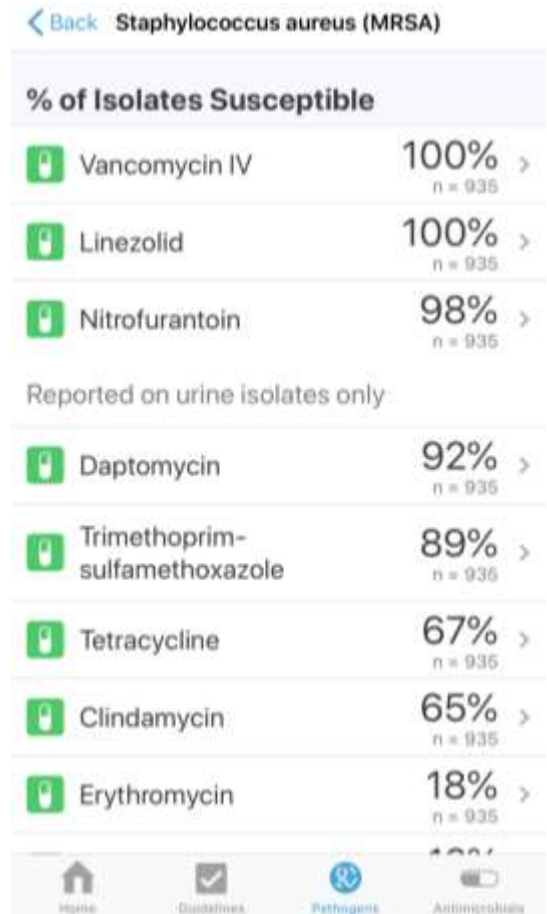 Back Staphylococcus aureus (MRSA)
% of Isolates Susceptible
Vancomycin IV 100%
n = 935
Linezolid 100%
n = 935
Nitrofurantoin 98%
n = 935
Reported on urine isolates only
Daptomycin 92%
n = 935
Trimethoprim-
sulfamethoxazole 89%
n = 935
Tetracycline 67%
n = 935
Clindamycin 65%
n = 935
Erythromycin 18%
n = 935
Home Guidelines Pathogens Antimicrobials